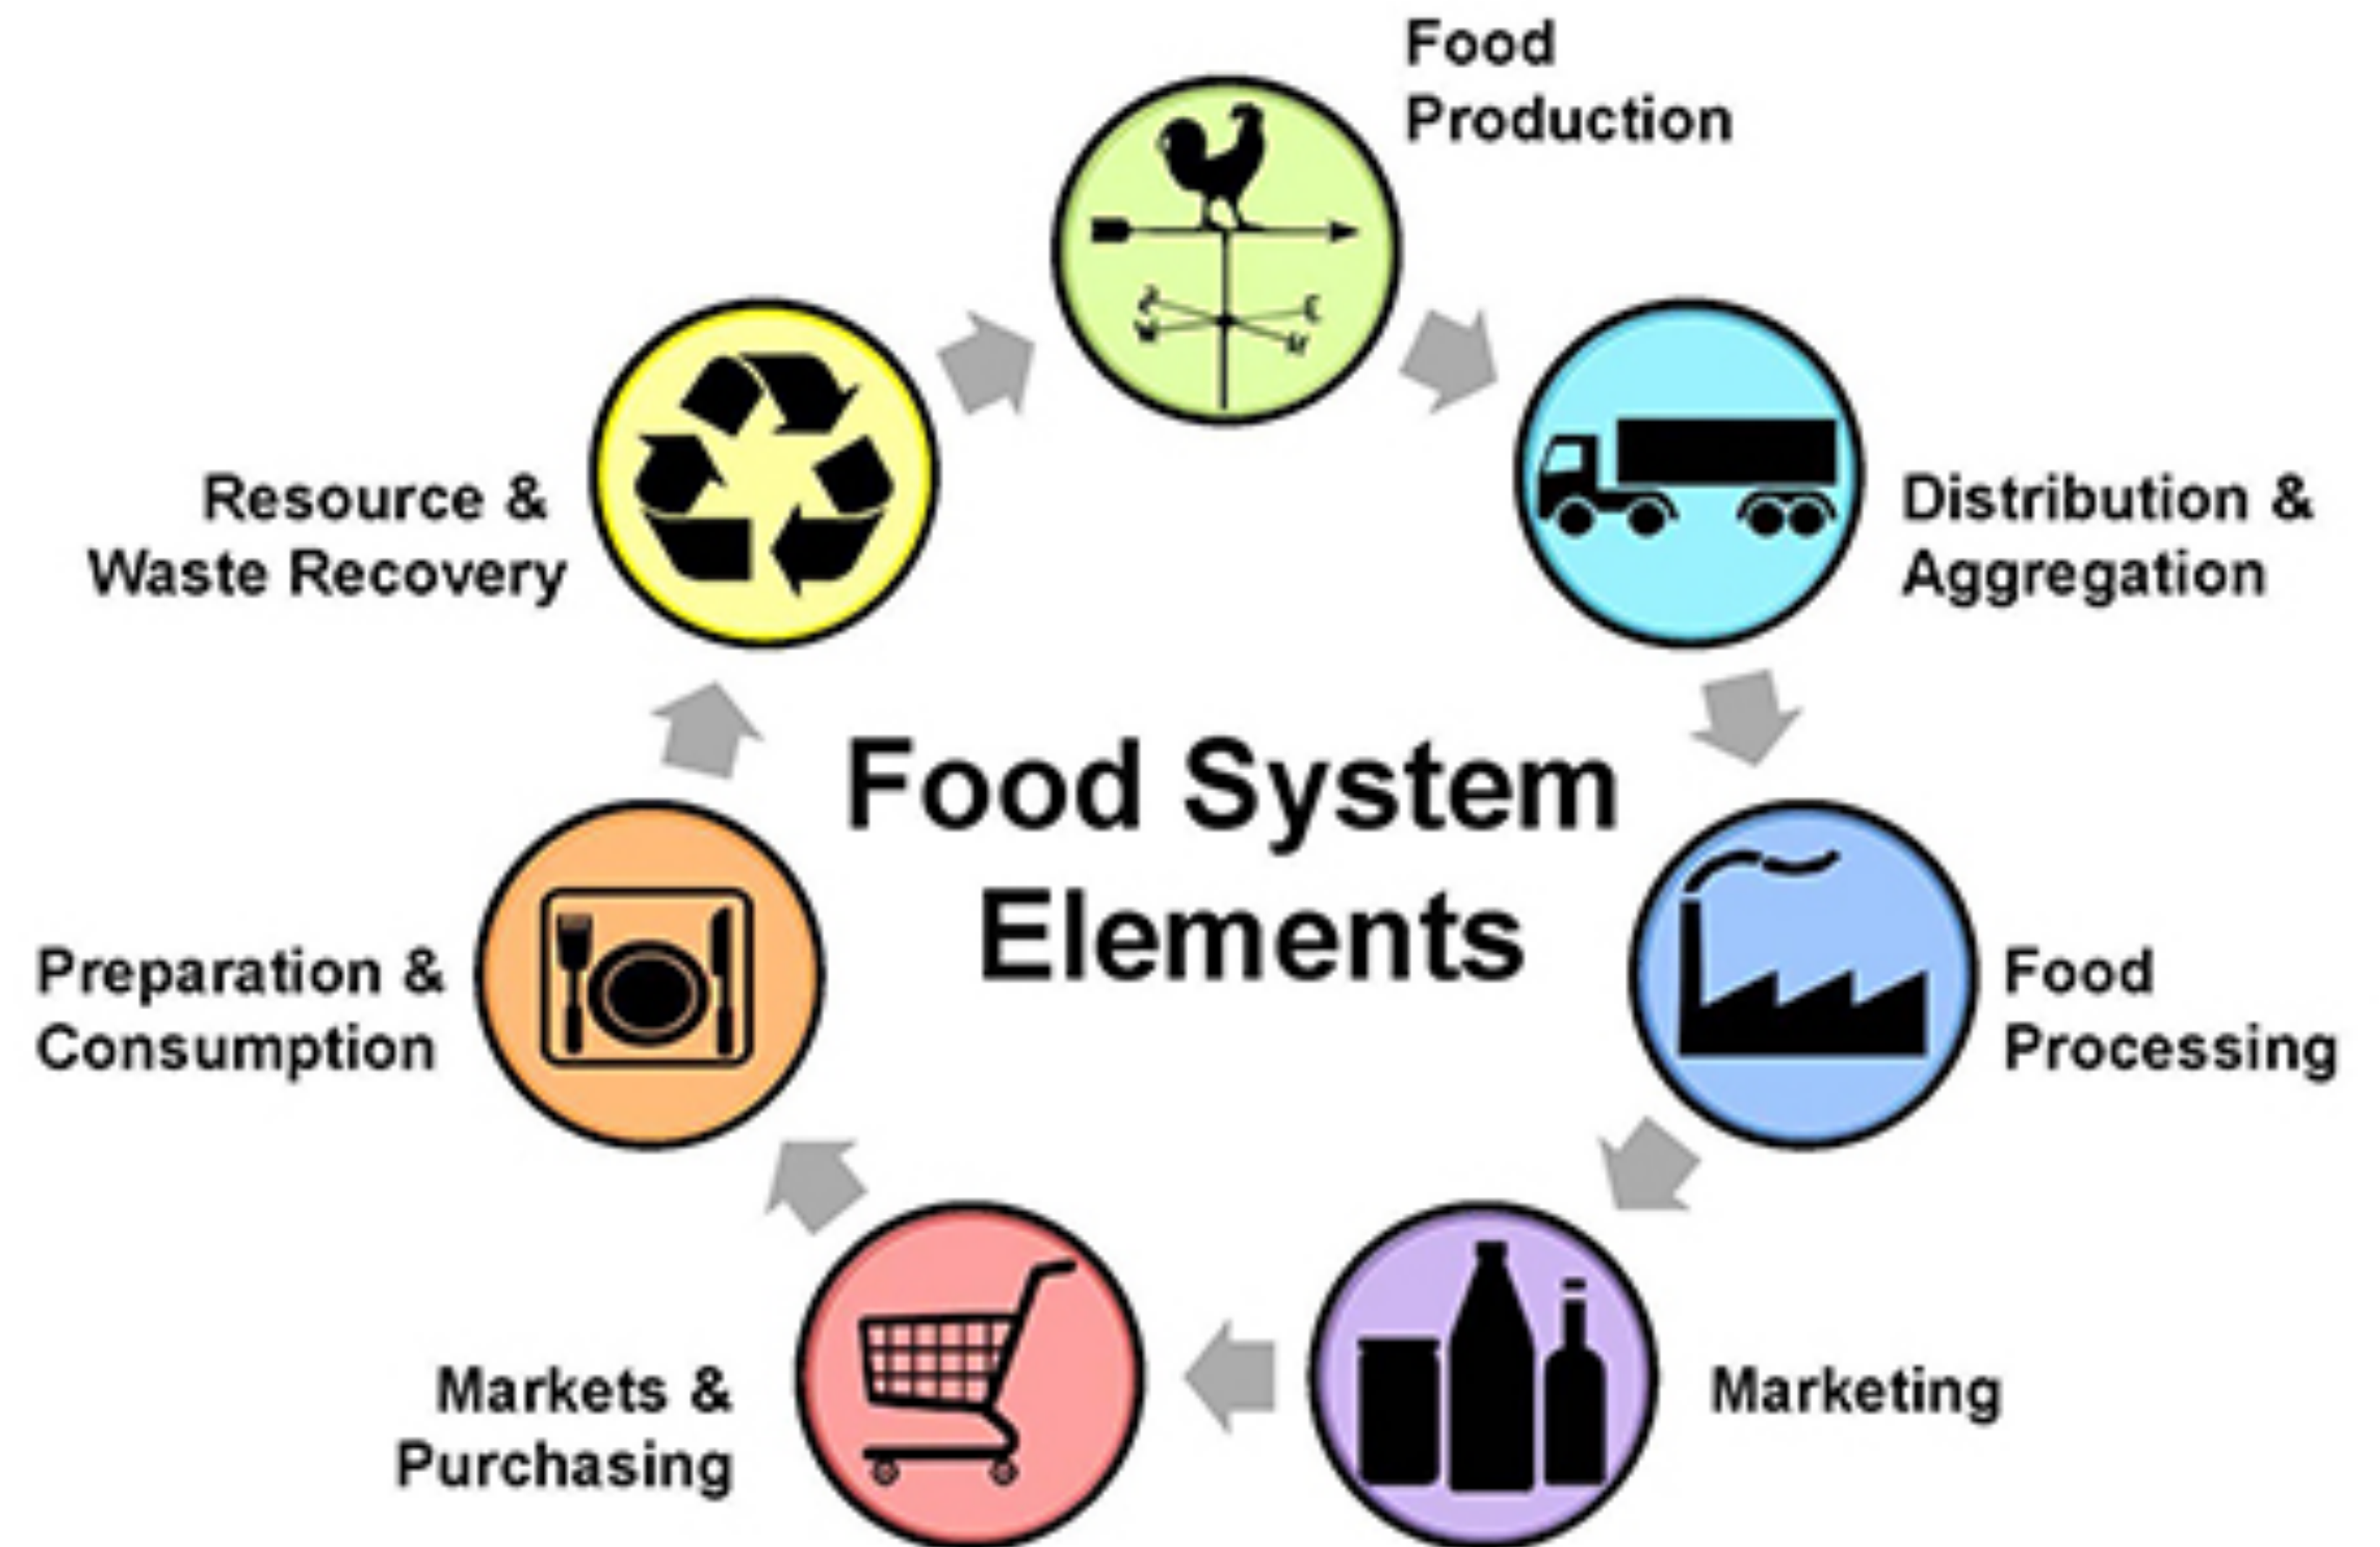 Food
Production
Distribution &
Aggregation
Food
Processing
Marketing
Markets &
Purchasing
Preparation &
Consumption
Resource &
Waste Recovery
Food System
Elements